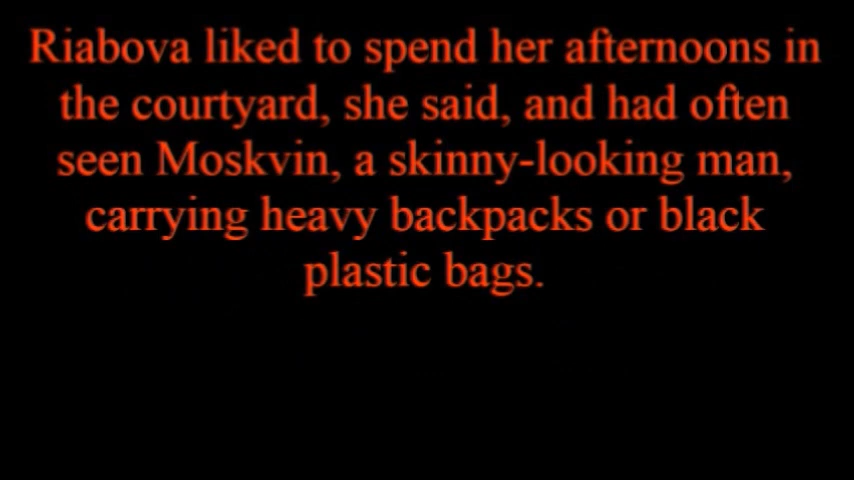 Riabova liked to spend her afternoons in
the courtyard, she said, and had often
seen Moskvin, a skinny-looking man,
carrying heavy backpacks or black
plastic bags.